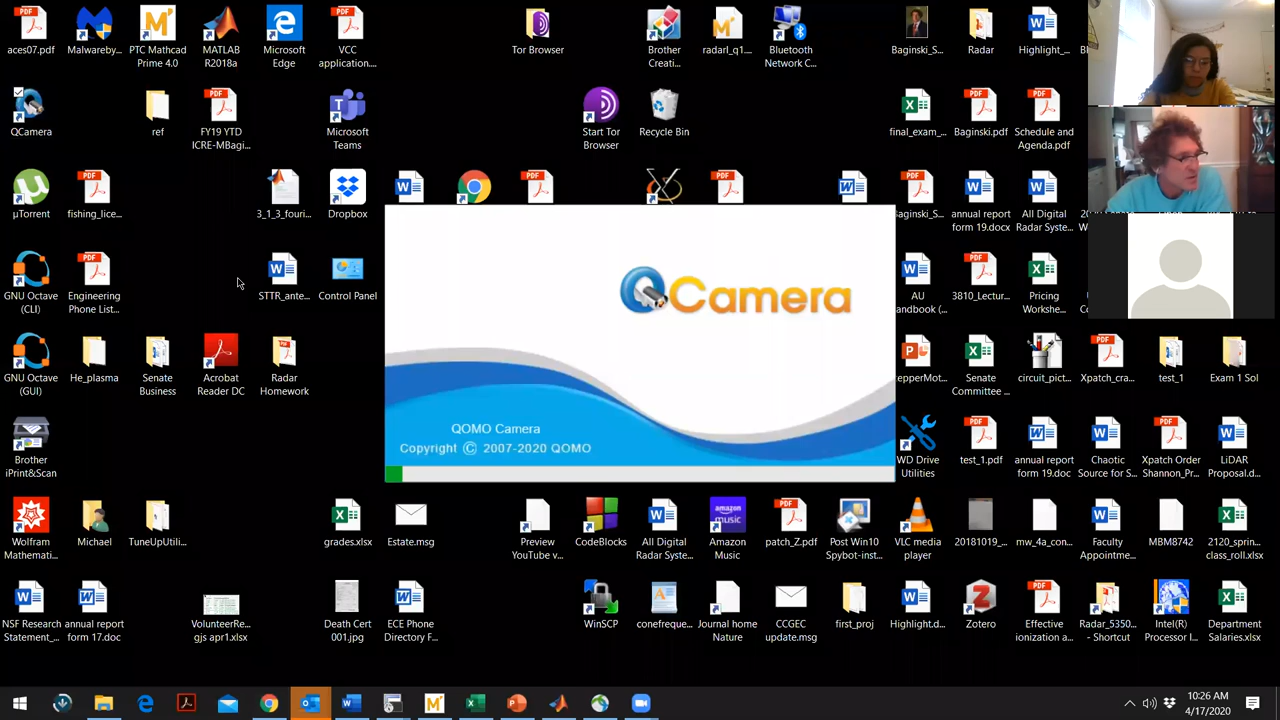 aces07.pdf
Malwareby...
PTC Mathcad
Prime 4.0
MATLAB
R2018a
Microsoft
Edge
VCC
application....
Tor Browser
Brother
Creati...
radarI_q1....
Bluetooth
Network C...
Baginski_S...
Radar
Highlight_...
QCamera
ref
FY19 YTD
ICRE-MBagi...
Microsoft
Teams
Start Tor
Browser
Recycle Bin
final_exam_...
Baginski.pdf
Schedule and
Agenda.pdf
µTorrent
fishing_lice...
3_1_3_fouri...
Dropbox
Baginski_S...
annual report
form 19.docx
All Digital
Radar Syste...
QCamera
QOMO Camera
Copyright © 2007-2020 QOMO
GNU Octave
(CLI)
Engineering
Phone List...
STTR_ante...
Control Panel
AU
3810_Lectur...
Pricing
Workshe...
GNU Octave
(GUI)
He_plasma
Senate
Business
Acrobat
Reader DC
Radar
Homework
Senate
Committee ...
circuit_pict...
Xpatch_cra...
test_1
Exam 1 Sol
Brother
iPrint&Scan
WD Drive
Utilities
test_1.pdf
annual report
form 19.doc
Chaotic
Source for S...
Xpatch Order
Shannon_Pr...
LiDAR
Proposal.d...
Wolfram
Mathemati...
Michael
TuneUpUtili...
grades.xlsx
Estate.msg
Preview
YouTube v...
CodeBlocks
All Digital
Radar Syste...
Amazon
Music
patch_Z.pdf
Post Win10
Spybot-inst...
VLC media
player
20181019_...
mw_4a_con...
Faculty
Appointme...
MBM8742
2120_sprin...
class_roll.xlsx
NSF Research
Statement_...
annual report
form 17.doc
VolunteerRe...
gjs apr1.xlsx
Death Cert
001.jpg
ECE Phone
Directory F...
WinSCP
conefreque...
Journal home
Nature
CCGEC
update.msg
first_proj
Highlight.d...
Zotero
Effective
ionization a...
Radar_5350...
- Shortcut
Intel(R)
Processor I...
Department
Salaries.xlsx
10:26 AM
4/17/2020